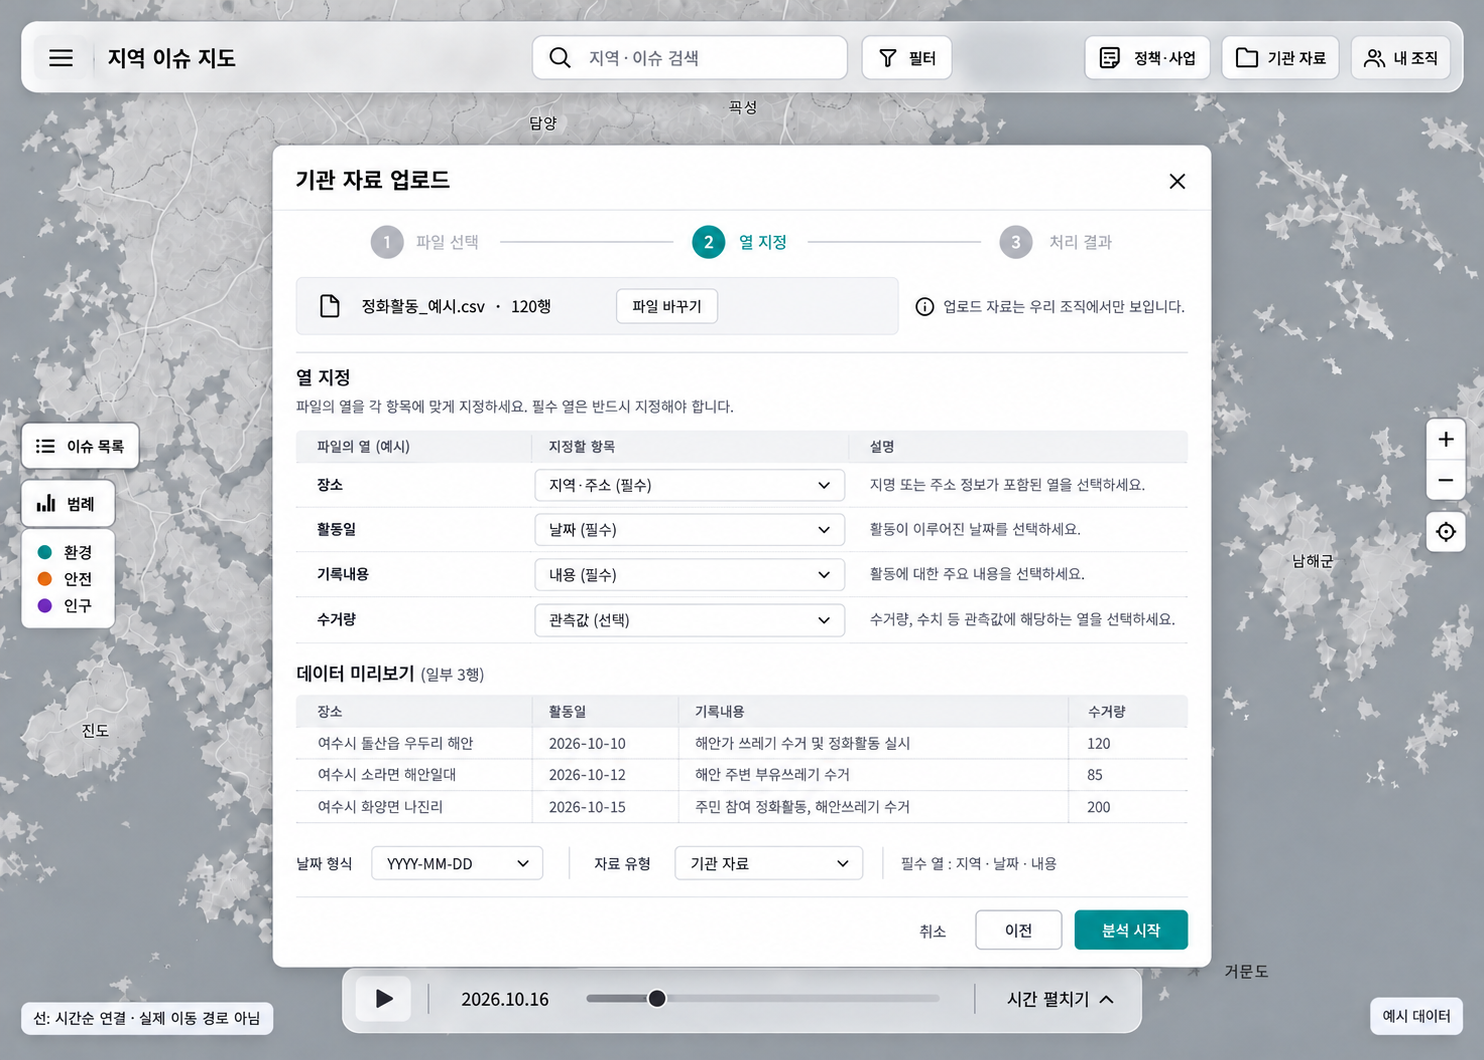 지역 이슈 지도
지역 · 이슈 검색
필터
정책·사업
기관 자료
내 조직
곡성
담양
기관 자료 업로드
1 파일 선택
2 열 지정
3 처리 결과
정화활동_예시.csv · 120행
파일 바꾸기
업로드 자료는 우리 조직에서만 보입니다.
열 지정
파일의 열을 각 항목에 맞게 지정하세요. 필수 열은 반드시 지정해야 합니다.
파일의 열 (예시) 지정할 항목 설명
장소 지역·주소 (필수) 지명 또는 주소 정보가 포함된 열을 선택하세요.
활동일 날짜 (필수) 활동이 이루어진 날짜를 선택하세요.
기록내용 내용 (필수) 활동에 대한 주요 내용을 선택하세요.
수거량 관측값 (선택) 수거량, 수치 등 관측값에 해당하는 열을 선택하세요.
데이터 미리보기 (일부 3행)
장소 활동일 기록내용 수거량
여수시 돌산읍 우두리 해안 2026-10-10 해안가 쓰레기 수거 및 정화활동 실시 120
여수시 소라면 해안일대 2026-10-12 해안 주변 부유쓰레기 수거 85
여수시 화양면 나진리 2026-10-15 주민 참여 정화활동, 해안쓰레기 수거 200
날짜 형식 YYYY-MM-DD 자료 유형 기관 자료 필수 열 : 지역 · 날짜 · 내용
취소 이전 분석 시작
이슈 목록
범례
환경
안전
인구
진도
남해군
거문도
2026.10.16
시간 펼치기
선: 시간순 연결 · 실제 이동 경로 아님
예시 데이터